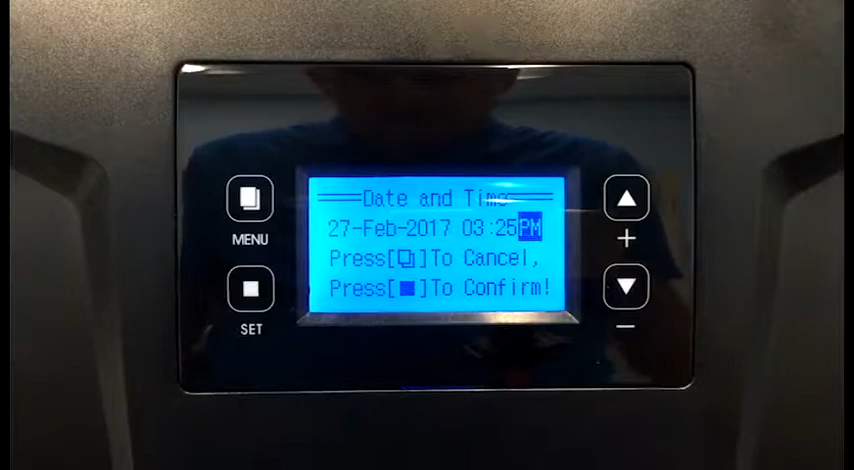 Date and Time
27-Feb-2017 03:25PM
Press[]To Cancel,
Press[■]To Confirm!
MENU
SET
+
–